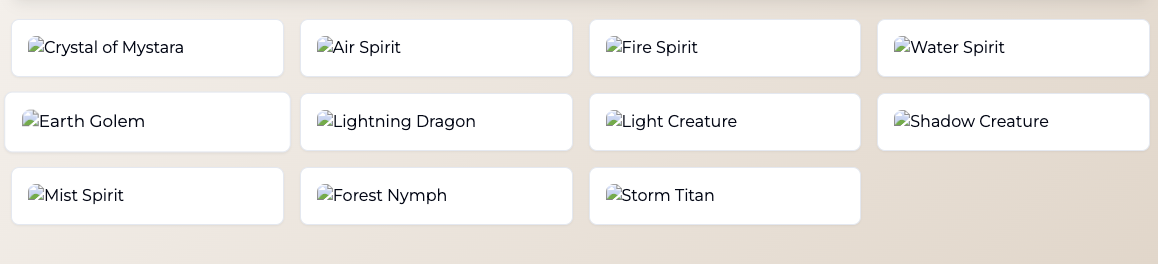 Crystal of Mystara
Air Spirit
Fire Spirit
Water Spirit
Earth Golem
Lightning Dragon
Light Creature
Shadow Creature
Mist Spirit
Forest Nymph
Storm Titan